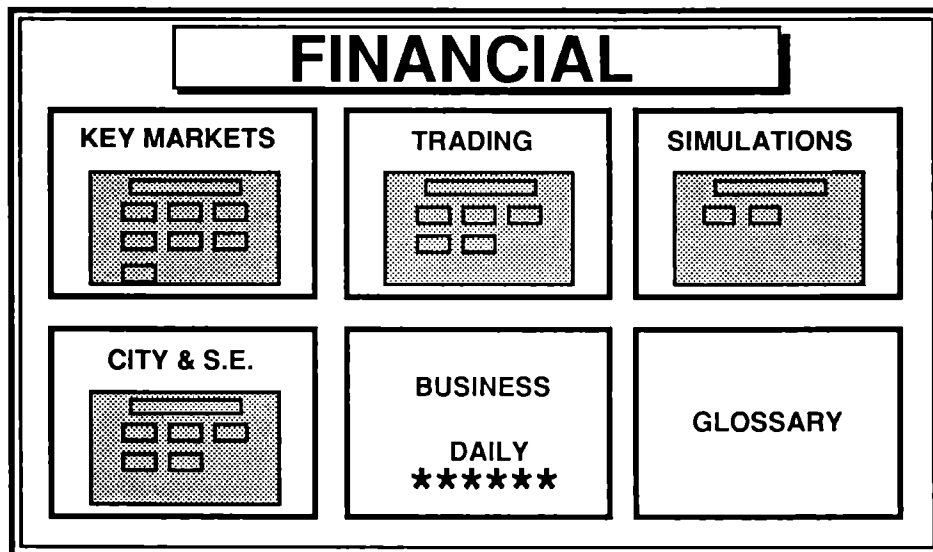 FINANCIAL
KEY MARKETS
TRADING
SIMULATIONS
CITY & S.E.
BUSINESS
DAILY
******
GLOSSARY